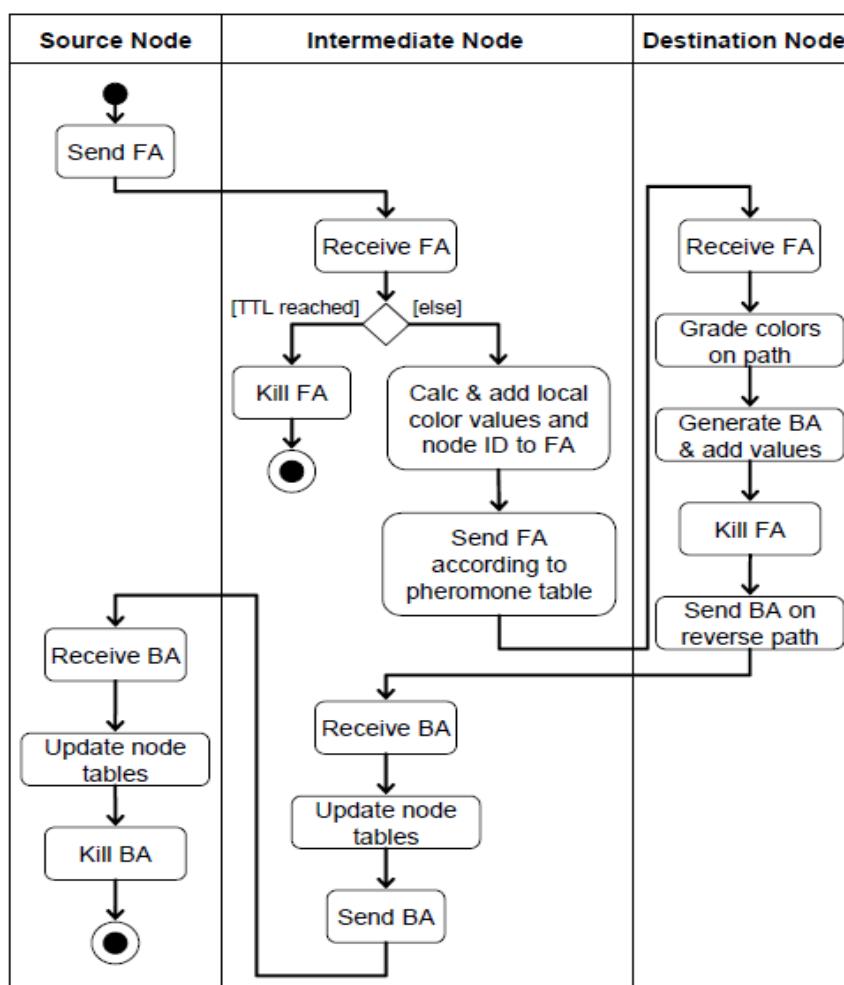 Source Node
Intermediate Node
Destination Node
Send FA
Receive FA
[TTL reached]
[else]
Kill FA
Calc & add local
color values and
node ID to FA
Send FA
according to
pheromone table
Receive FA
Grade colors
on path
Generate BA
& add values
Kill FA
Send BA on
reverse path
Receive BA
Update node
tables
Send BA
Receive BA
Update node
tables
Kill BA